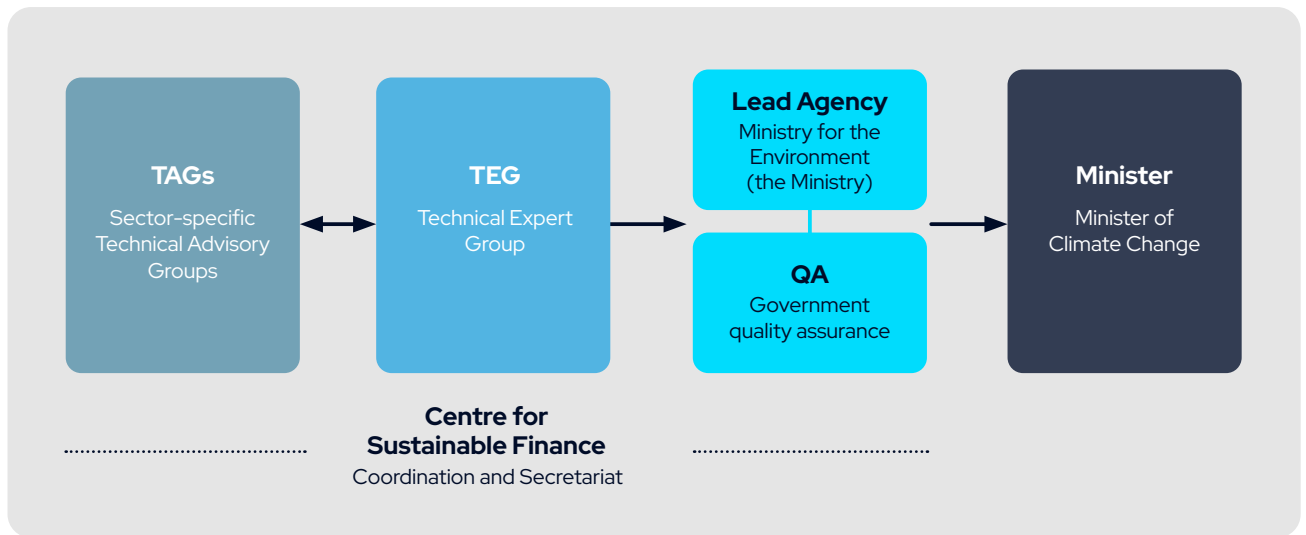 TAGs
Sector-specific
Technical Advisory
Groups
TEG
Technical Expert
Group
Lead Agency
Ministry for the
Environment
(the Ministry)
QA
Government
quality assurance
Minister
Minister of
Climate Change
Centre for
Sustainable Finance
Coordination and Secretariat